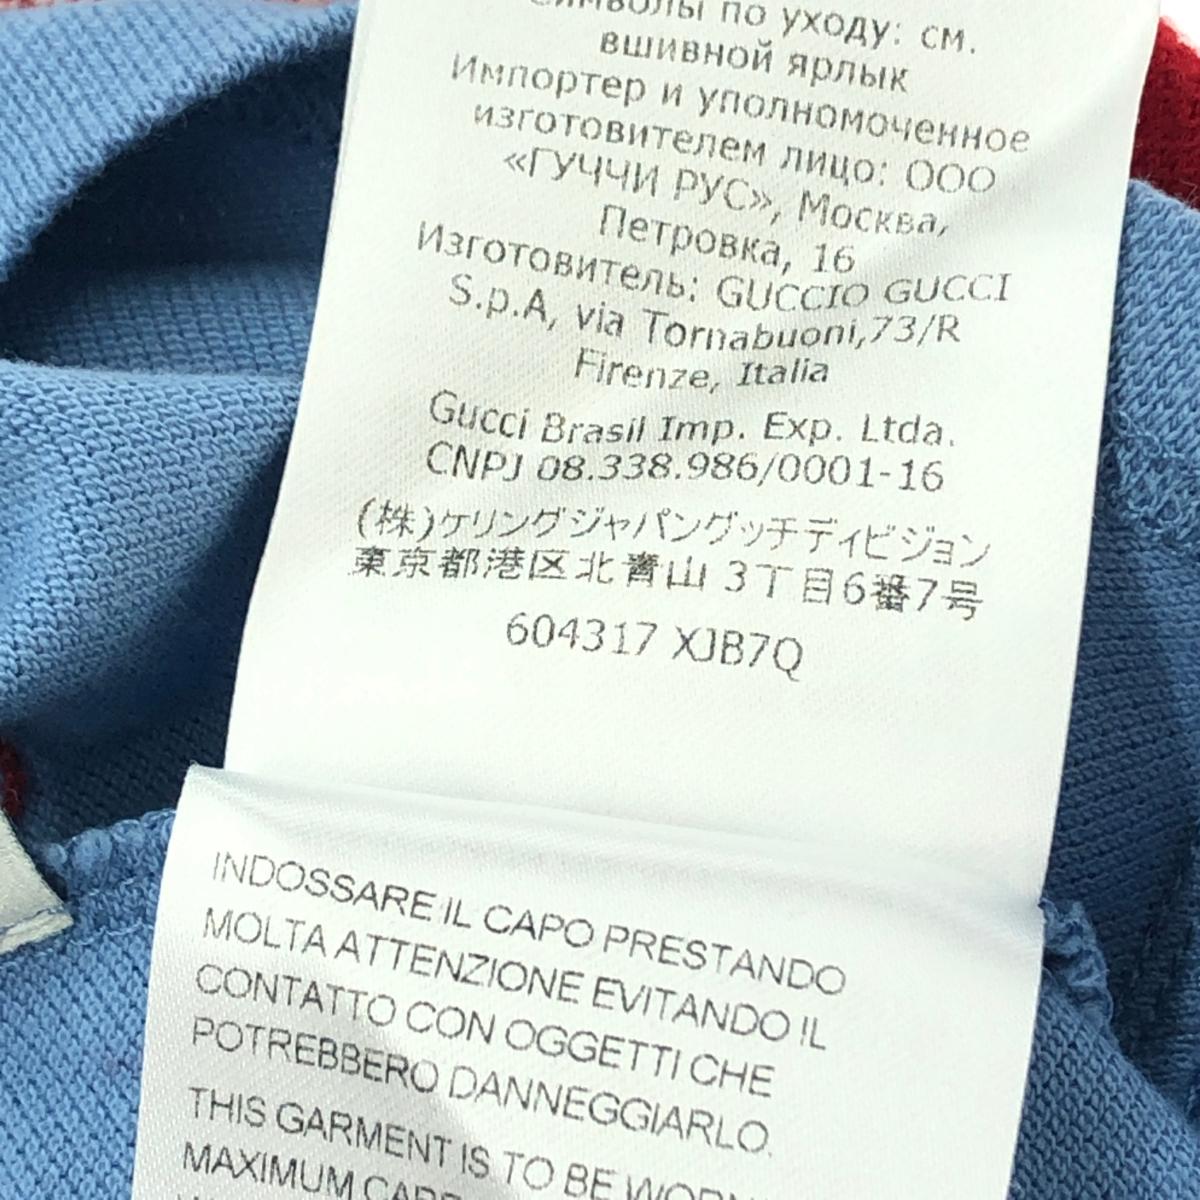 Символы по уходу: см.
вшивной ярлык
Импортер и уполномоченное
изготовителем лицо: ООО
«ГУЧЧИ РУС», Москва,
Петровка, 16
Изготовитель: GUCCIO GUCCI
S.p.A, via Tornabuoni,73/R
Firenze, Italia
Gucci Brasil Imp. Exp. Ltda.
CNPJ 08.338.986/0001-16
(株)ケリングジャパングッチディビジョン
東京都港区北青山 3丁目6番7号
604317 XJB7Q
INDOSSARE IL CAPO PRESTANDO
MOLTA ATTENZIONE EVITANDO IL
CONTATTO CON OGGETTI CHE
POTREBBERO DANNEGGIARLO.
THIS GARMENT IS TO BE WORN
MAXIMUM CARE